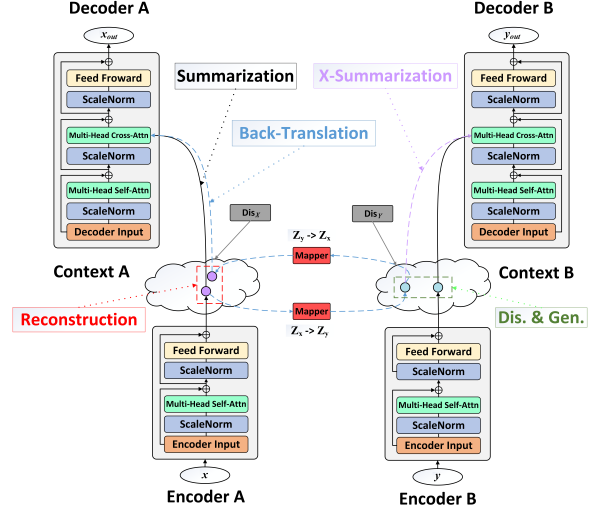 Decoder A
Decoder B
x_out
y_out
Feed Froward
ScaleNorm
Multi-Head Cross-Attn
ScaleNorm
Multi-Head Self-Attn
ScaleNorm
Decoder Input
Summarization
X-Summarization
Back-Translation
Feed Froward
ScaleNorm
Multi-Head Cross-Attn
ScaleNorm
Multi-Head Self-Attn
ScaleNorm
Decoder Input
Dis_X
Dis_Y
Z_y -> Z_x
Mapper
Context A
Context B
Mapper
Z_x -> Z_y
Reconstruction
Dis. & Gen.
Feed Forward
ScaleNorm
Multi-Head Self-Attn
ScaleNorm
Encoder Input
x
Encoder A
Feed Forward
ScaleNorm
Multi-Head Self-Attn
ScaleNorm
Encoder Input
y
Encoder B